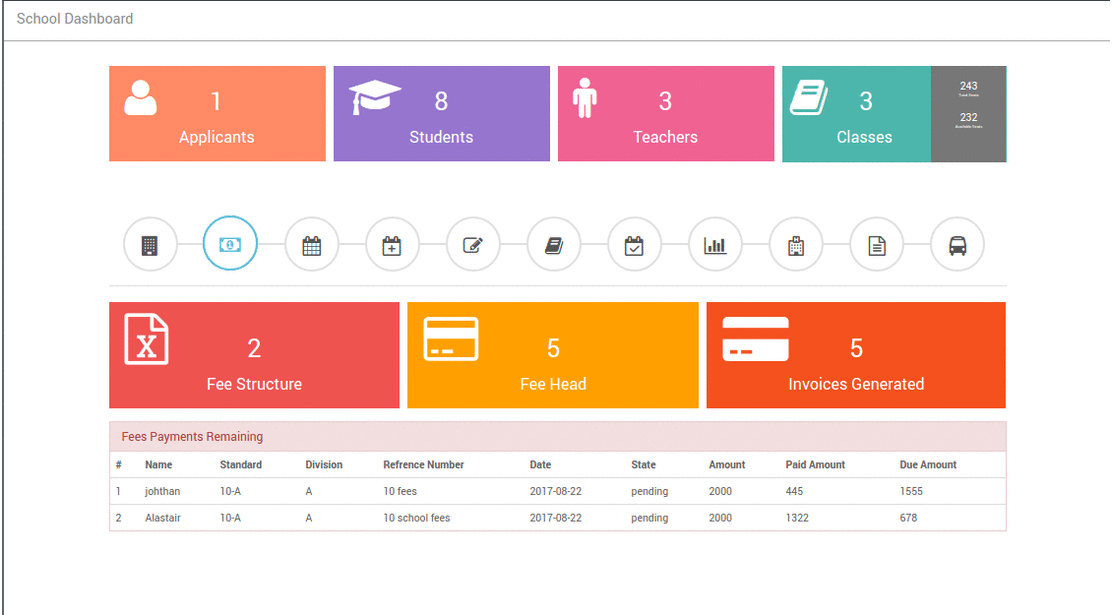 School Dashboard
1
Applicants
8
Students
3
Teachers
3
Classes
243
Total Seats
232
Available Seats
2
Fee Structure
5
Fee Head
5
Invoices Generated
Fees Payments Remaining
# Name Standard Division Refrence Number Date State Amount Paid Amount Due Amount
1 johthan 10-A A 10 fees 2017-08-22 pending 2000 445 1555
2 Alastair 10-A A 10 school fees 2017-08-22 pending 2000 1322 678